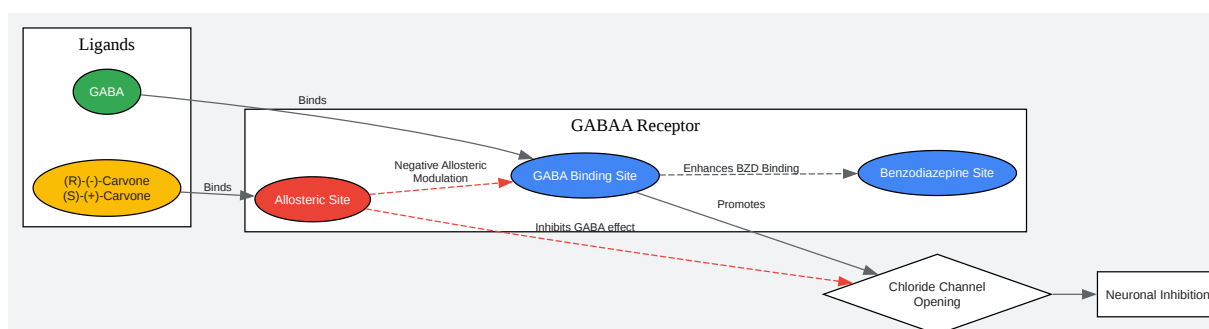 Ligands
GABA
(R)-(-)-Carvone
(S)-(+)-Carvone
Binds
Binds
GABAA Receptor
Allosteric Site
Negative Allosteric
Modulation
GABA Binding Site
Enhances BZD Binding
Benzodiazepine Site
Promotes
Inhibits GABA effect
Chloride Channel
Opening
Neuronal Inhibition